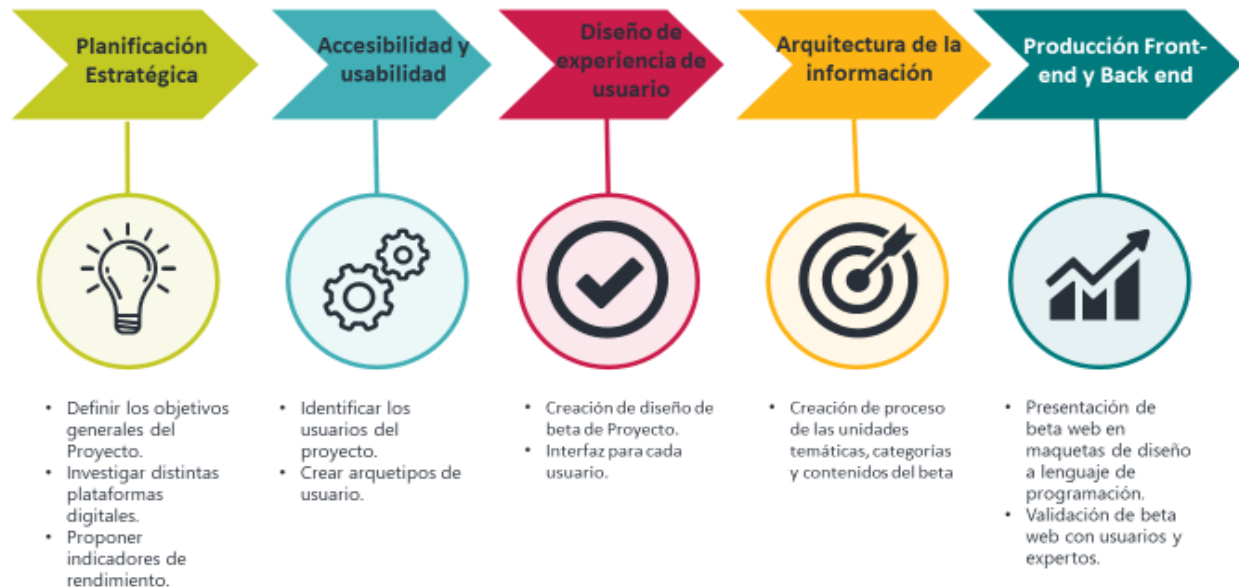 Planificación
Estratégica
Accesibilidad y
usabilidad
Diseño de
experiencia de
usuario
Arquitectura de la
información
Producción Front-
end y Back end
• Definir los objetivos
generales del
Proyecto.
• Investigar distintas
plataformas
digitales.
• Proponer
indicadores de
rendimiento.
• Identificar los
usuarios del
proyecto.
• Crear arquetipos de
usuario.
• Creación de diseño de
beta de Proyecto.
• Interfaz para cada
usuario.
• Creación de proceso
de las unidades
temáticas, categorías
y contenidos del beta
• Presentación de
beta web en
maquetas de diseño
a lenguaje de
programación.
• Validación de beta
web con usuarios y
expertos.